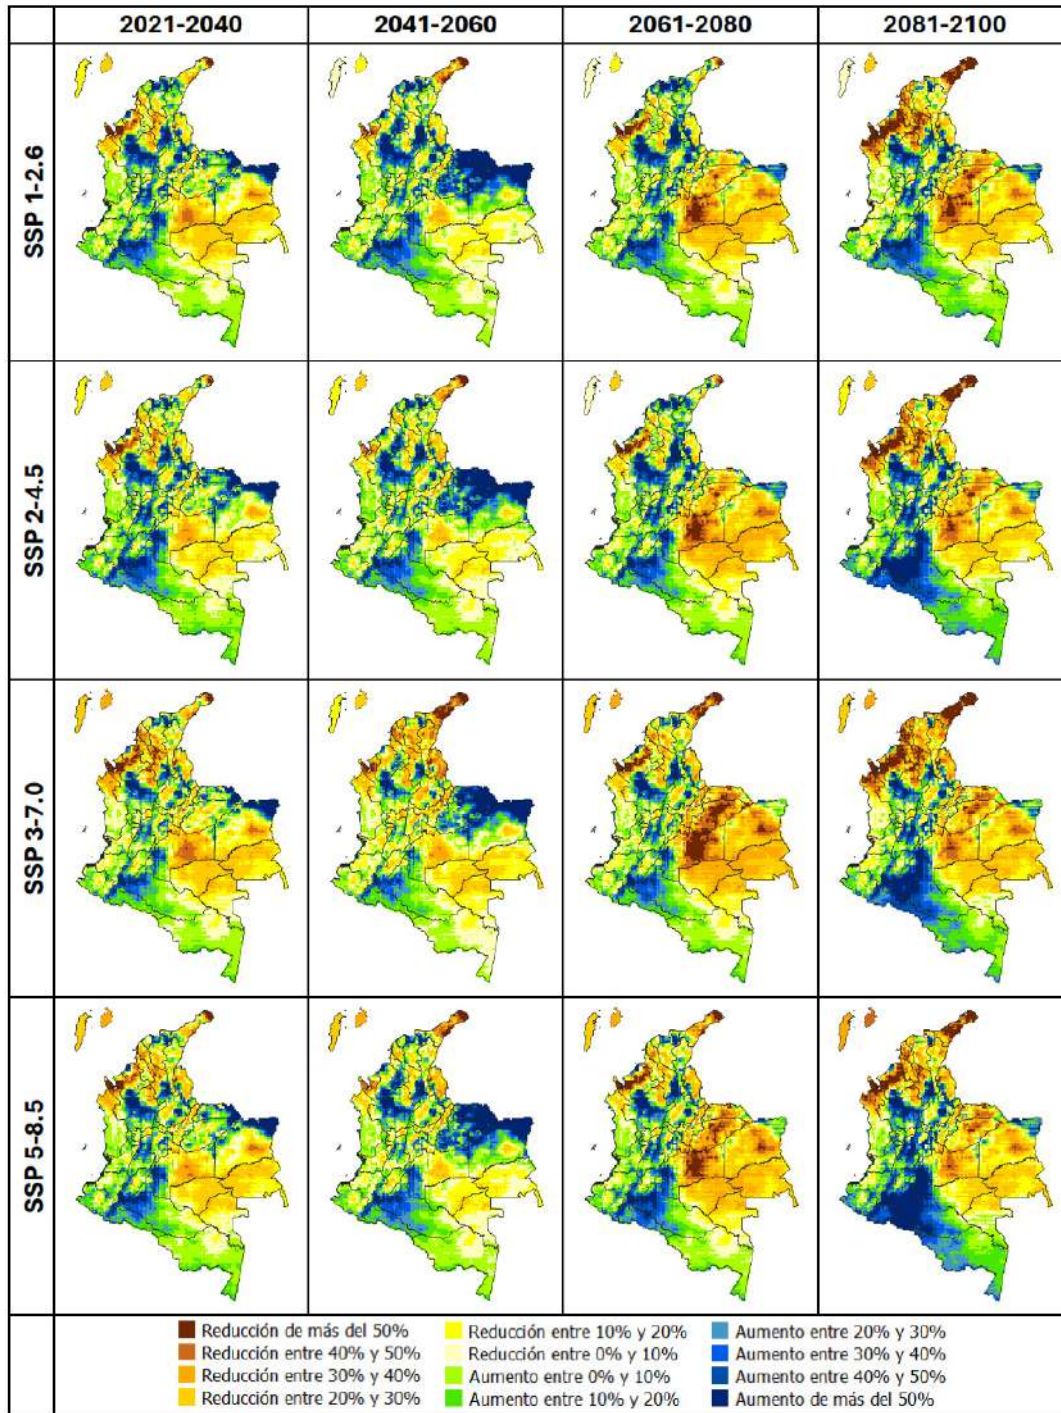 2021-2040 2041-2060 2061-2080 2081-2100
SSP 1-2.6
SSP 2-4.5
SSP 3-7.0
SSP 5-8.5
Reducción de más del 50% Reducción entre 10% y 20% Aumento entre 20% y 30%
Reducción entre 40% y 50% Reducción entre 0% y 10% Aumento entre 30% y 40%
Reducción entre 30% y 40% Aumento entre 0% y 10% Aumento entre 40% y 50%
Reducción entre 20% y 30% Aumento entre 10% y 20% Aumento de más del 50%